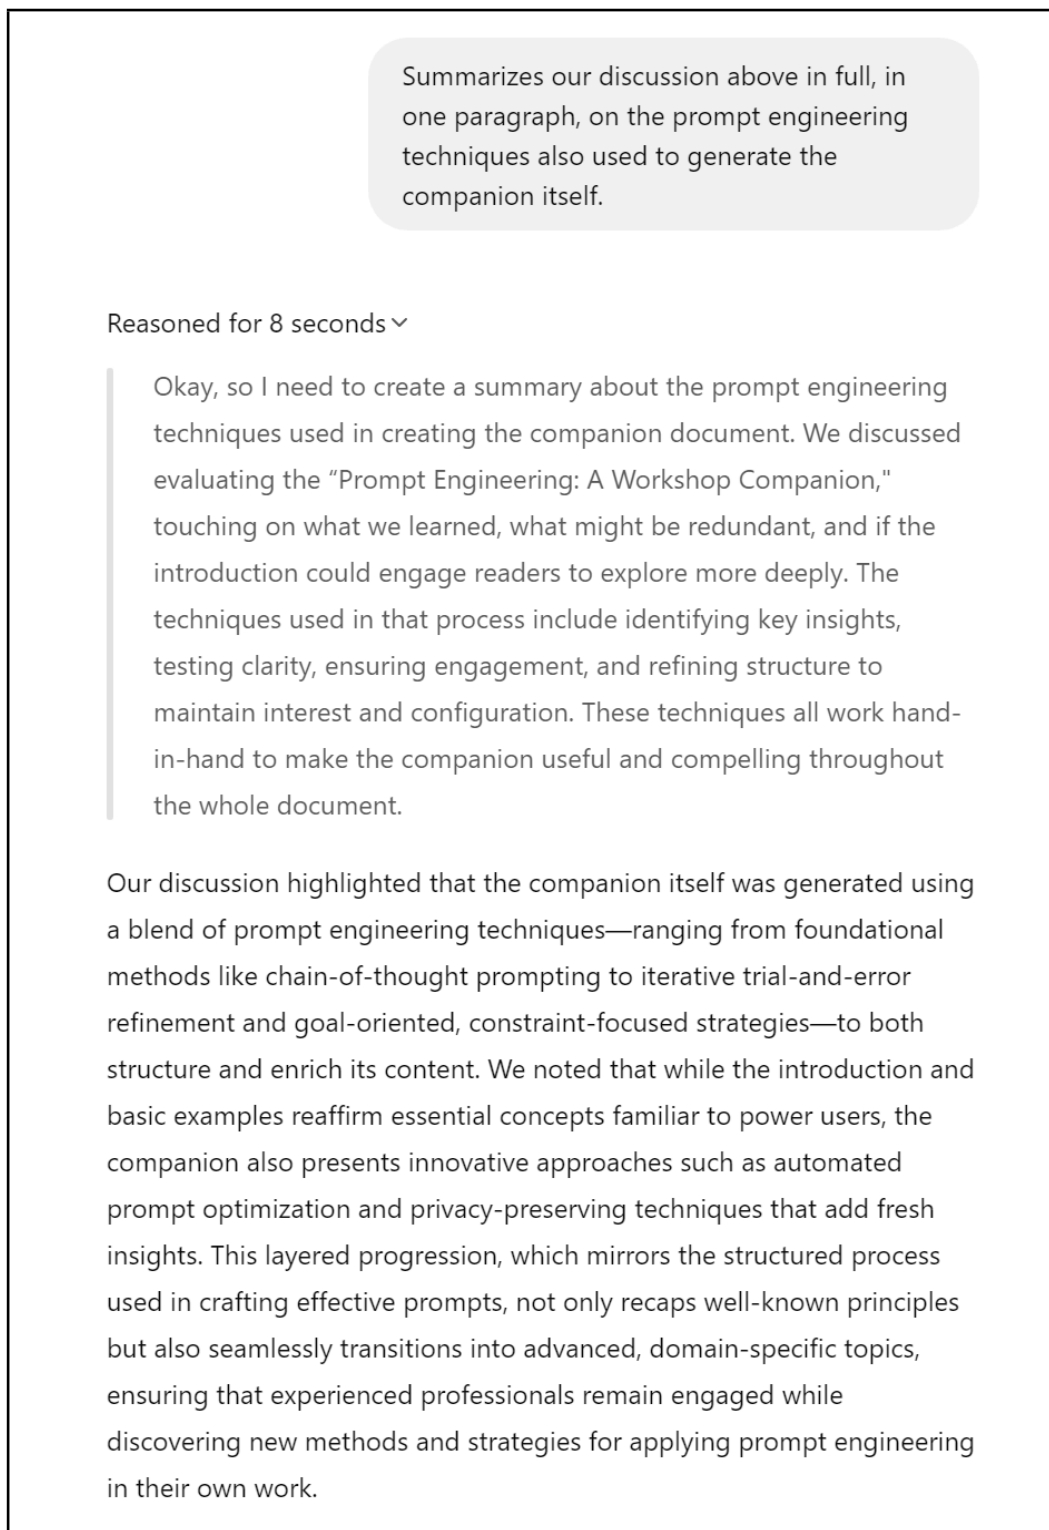 Summarizes our discussion above in full, in
one paragraph, on the prompt engineering
techniques also used to generate the
companion itself.
Reasoned for 8 seconds
Okay, so I need to create a summary about the prompt engineering
techniques used in creating the companion document. We discussed
evaluating the “Prompt Engineering: A Workshop Companion,"
touching on what we learned, what might be redundant, and if the
introduction could engage readers to explore more deeply. The
techniques used in that process include identifying key insights,
testing clarity, ensuring engagement, and refining structure to
maintain interest and configuration. These techniques all work hand-
in-hand to make the companion useful and compelling throughout
the whole document.
Our discussion highlighted that the companion itself was generated using
a blend of prompt engineering techniques—ranging from foundational
methods like chain-of-thought prompting to iterative trial-and-error
refinement and goal-oriented, constraint-focused strategies—to both
structure and enrich its content. We noted that while the introduction and
basic examples reaffirm essential concepts familiar to power users, the
companion also presents innovative approaches such as automated
prompt optimization and privacy-preserving techniques that add fresh
insights. This layered progression, which mirrors the structured process
used in crafting effective prompts, not only recaps well-known principles
but also seamlessly transitions into advanced, domain-specific topics,
ensuring that experienced professionals remain engaged while
discovering new methods and strategies for applying prompt engineering
in their own work.